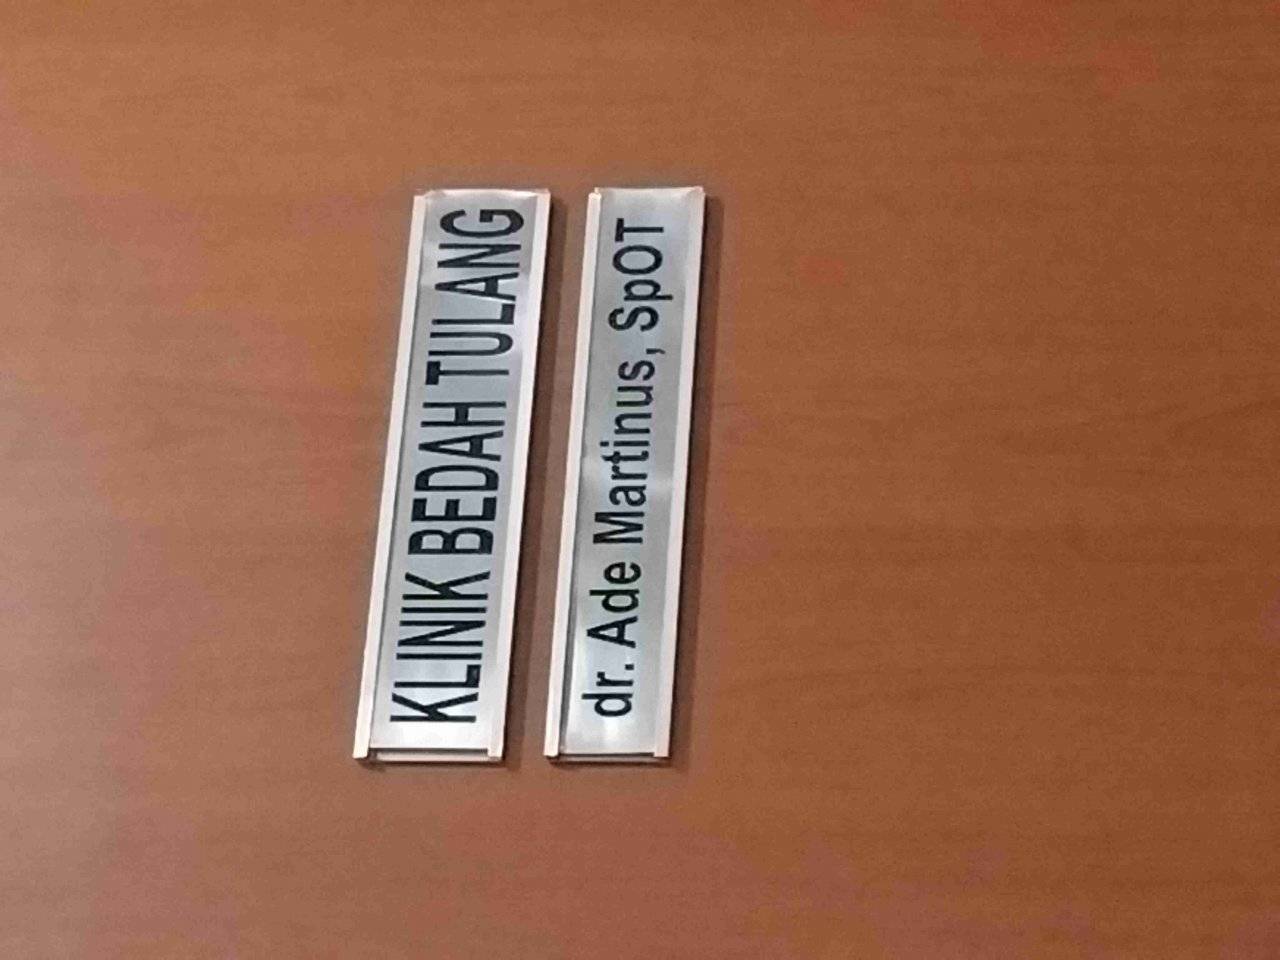 KLINIK BEDAH TULANG
dr. Ade Martinus, SpOT